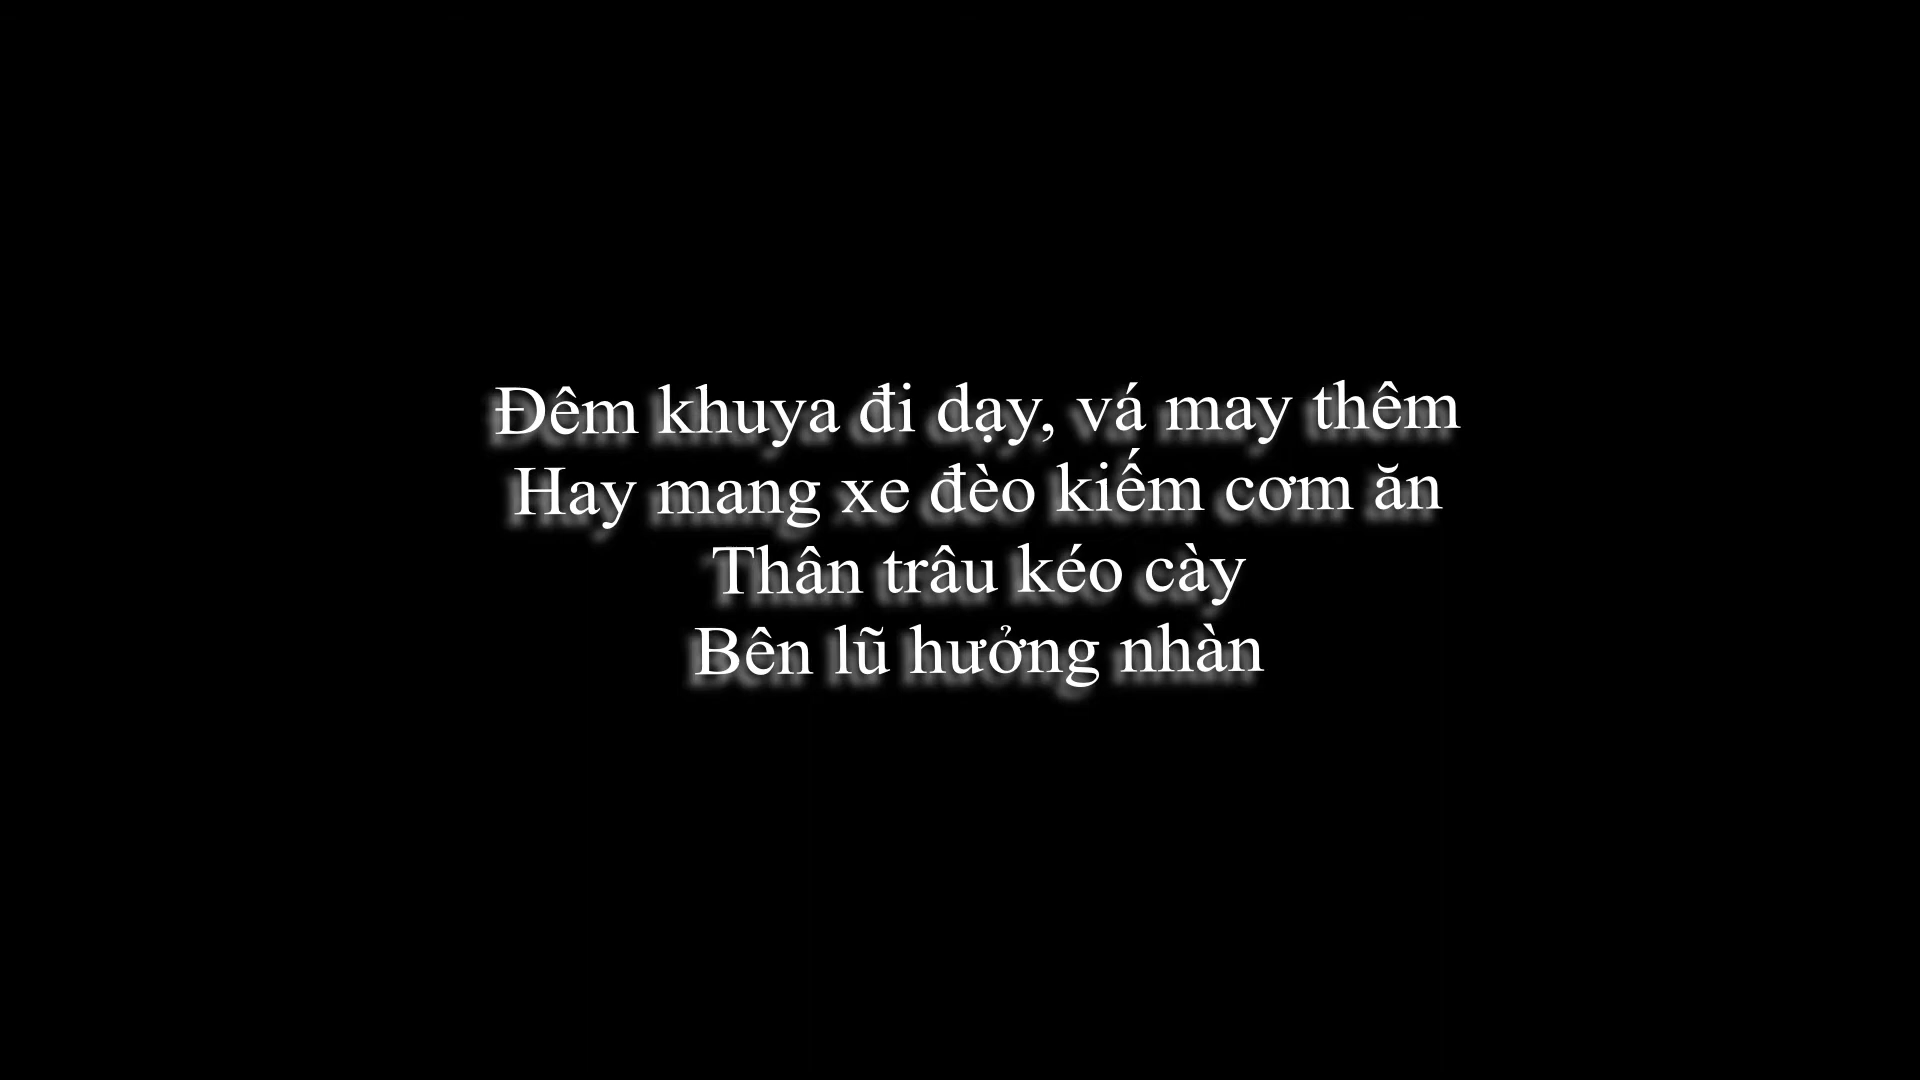 Đêm khuya đi dạy, vá may thêm
Hay mang xe đèo kiếm cơm ăn
Thân trâu kéo cày
Bên lũ hưởng nhàn